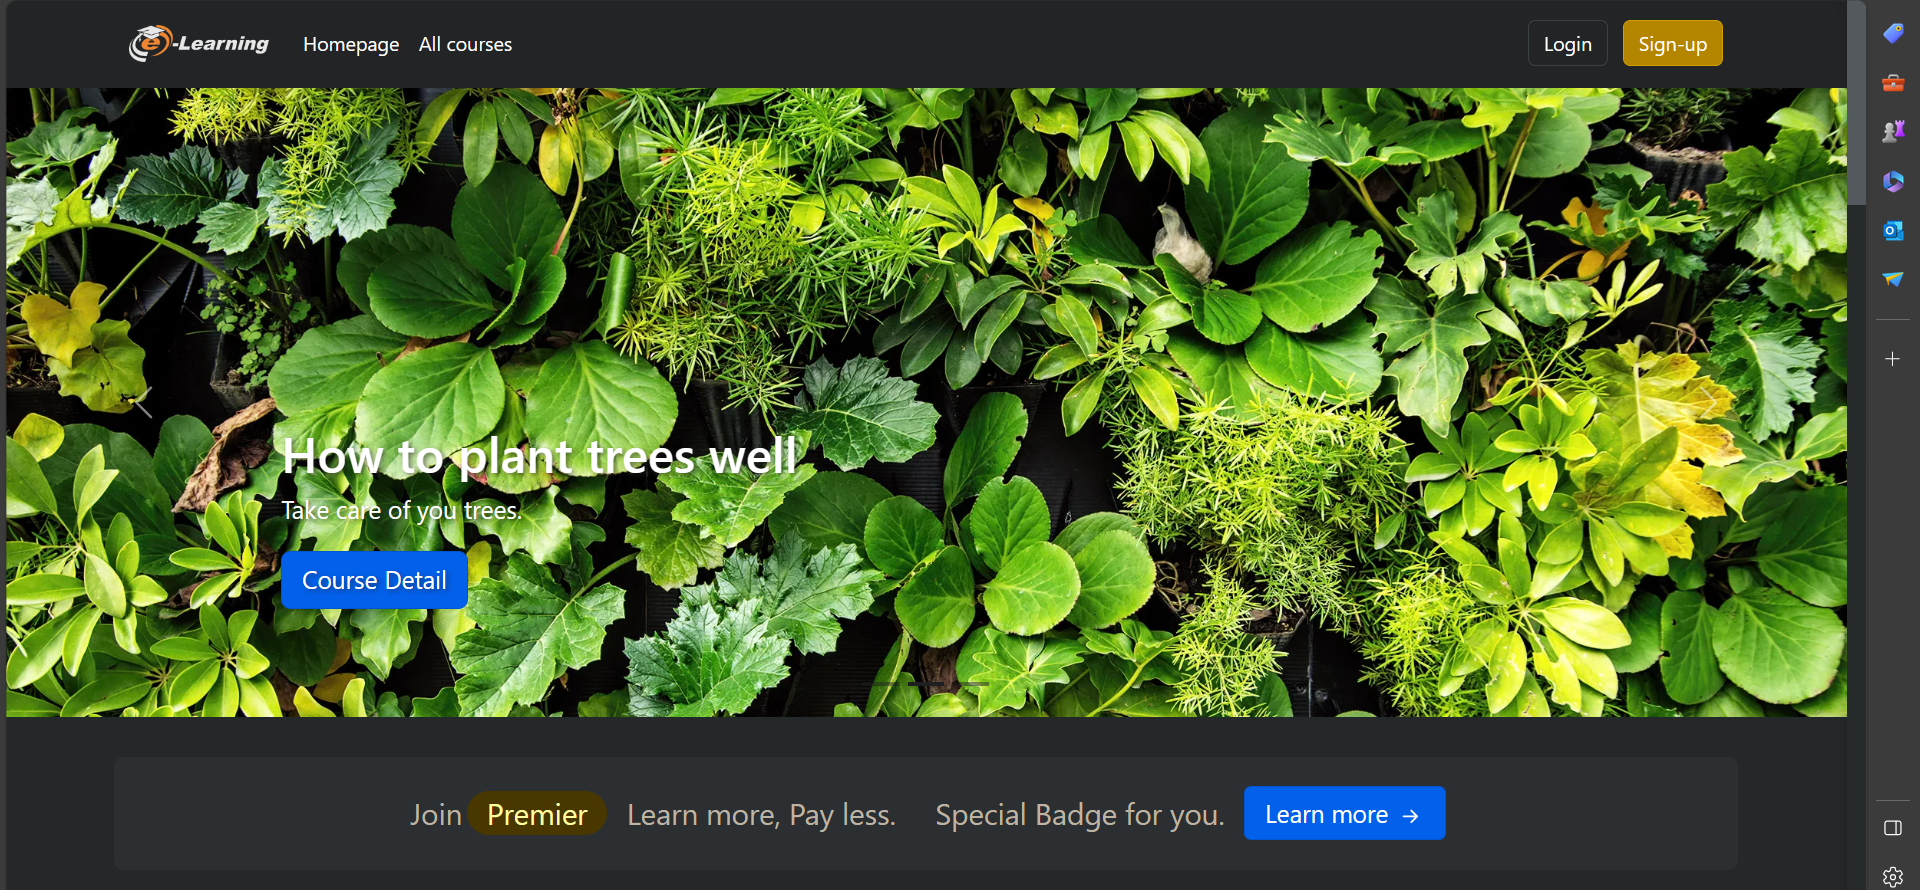 e-Learning Homepage All courses Login Sign-up
How to plant trees well
Take care of you trees.
Course Detail
Join Premier Learn more, Pay less. Special Badge for you. Learn more →